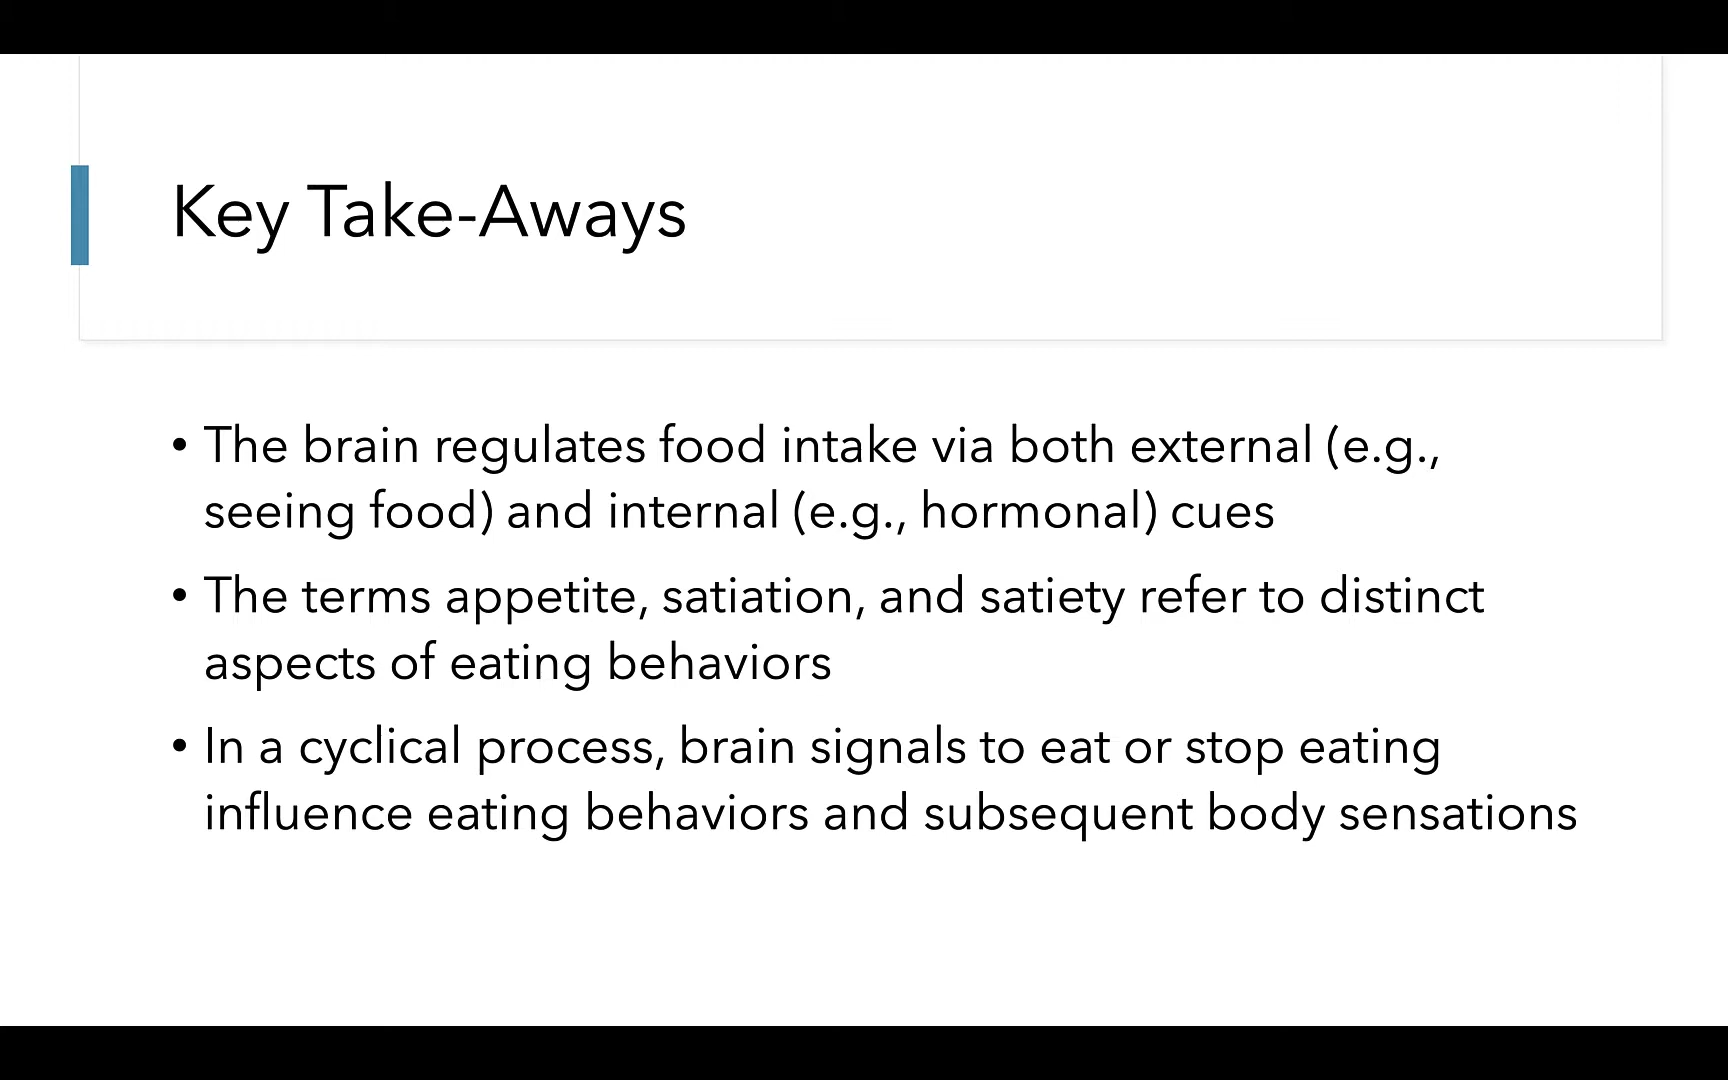 Key Take-Aways
• The brain regulates food intake via both external (e.g.,
seeing food) and internal (e.g., hormonal) cues
• The terms appetite, satiation, and satiety refer to distinct
aspects of eating behaviors
• In a cyclical process, brain signals to eat or stop eating
influence eating behaviors and subsequent body sensations